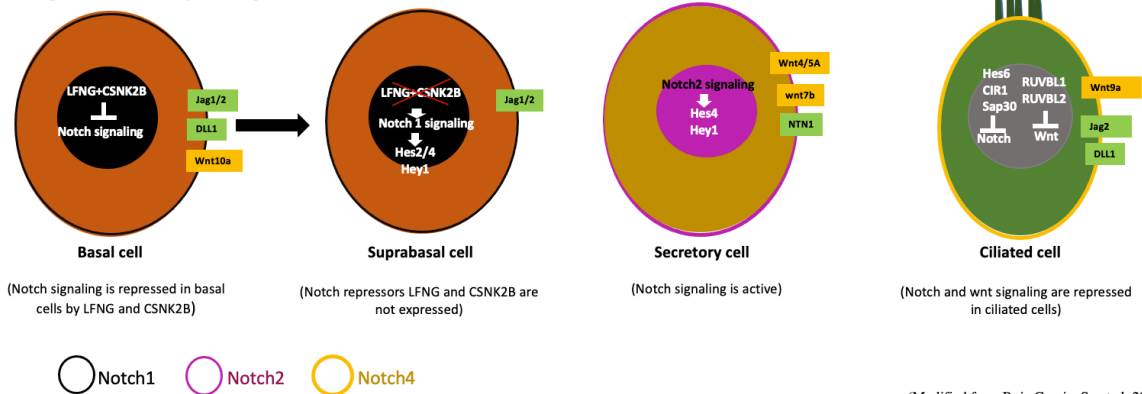 LFNG+CSNK2B
Notch signaling
Jag1/2
DLL1
Wnt10a
Basal cell
(Notch signaling is repressed in basal
cells by LFNG and CSNK2B)
LFNG+CSNK2B
Notch 1 signaling
Hes2/4
Hey1
Jag1/2
Suprabasal cell
(Notch repressors LFNG and CSNK2B are
not expressed)
Notch2 signaling
Hes4
Hey1
Wnt4/5A
wnt7b
NTN1
Secretory cell
(Notch signaling is active)
Hes6
CIR1
Sap30
Notch
RUVBL1
RUVBL2
Wnt
Wnt9a
Jag2
DLL1
Ciliated cell
(Notch and wnt signaling are repressed
in ciliated cells)
Notch1
Notch2
Notch4